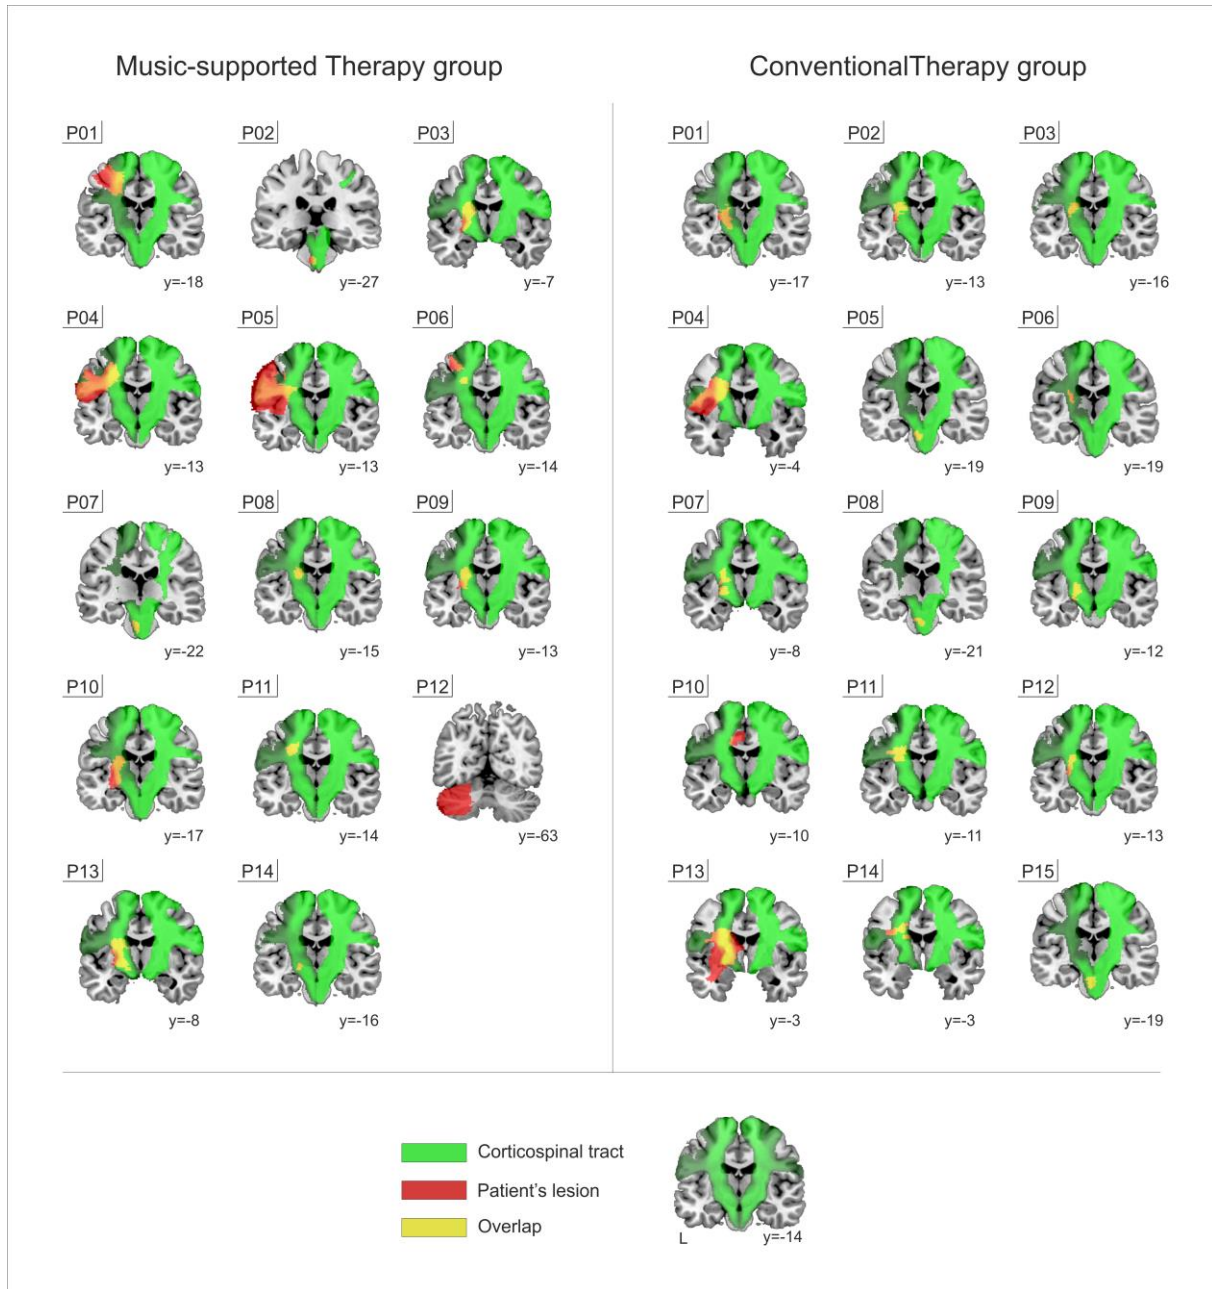 Music-supported Therapy group
ConventionalTherapy group
P01 P02 P03
y=-18 y=-27 y=-7
P04 P05 P06
y=-13 y=-13 y=-14
P07 P08 P09
y=-22 y=-15 y=-13
P10 P11 P12
y=-17 y=-14 y=-63
P13 P14
y=-8 y=-16
P01 P02 P03
y=-17 y=-13 y=-16
P04 P05 P06
y=-4 y=-19 y=-19
P07 P08 P09
y=-8 y=-21 y=-12
P10 P11 P12
y=-10 y=-11 y=-13
P13 P14 P15
y=-3 y=-3 y=-19
Corticospinal tract
Patient's lesion
Overlap
L y=-14